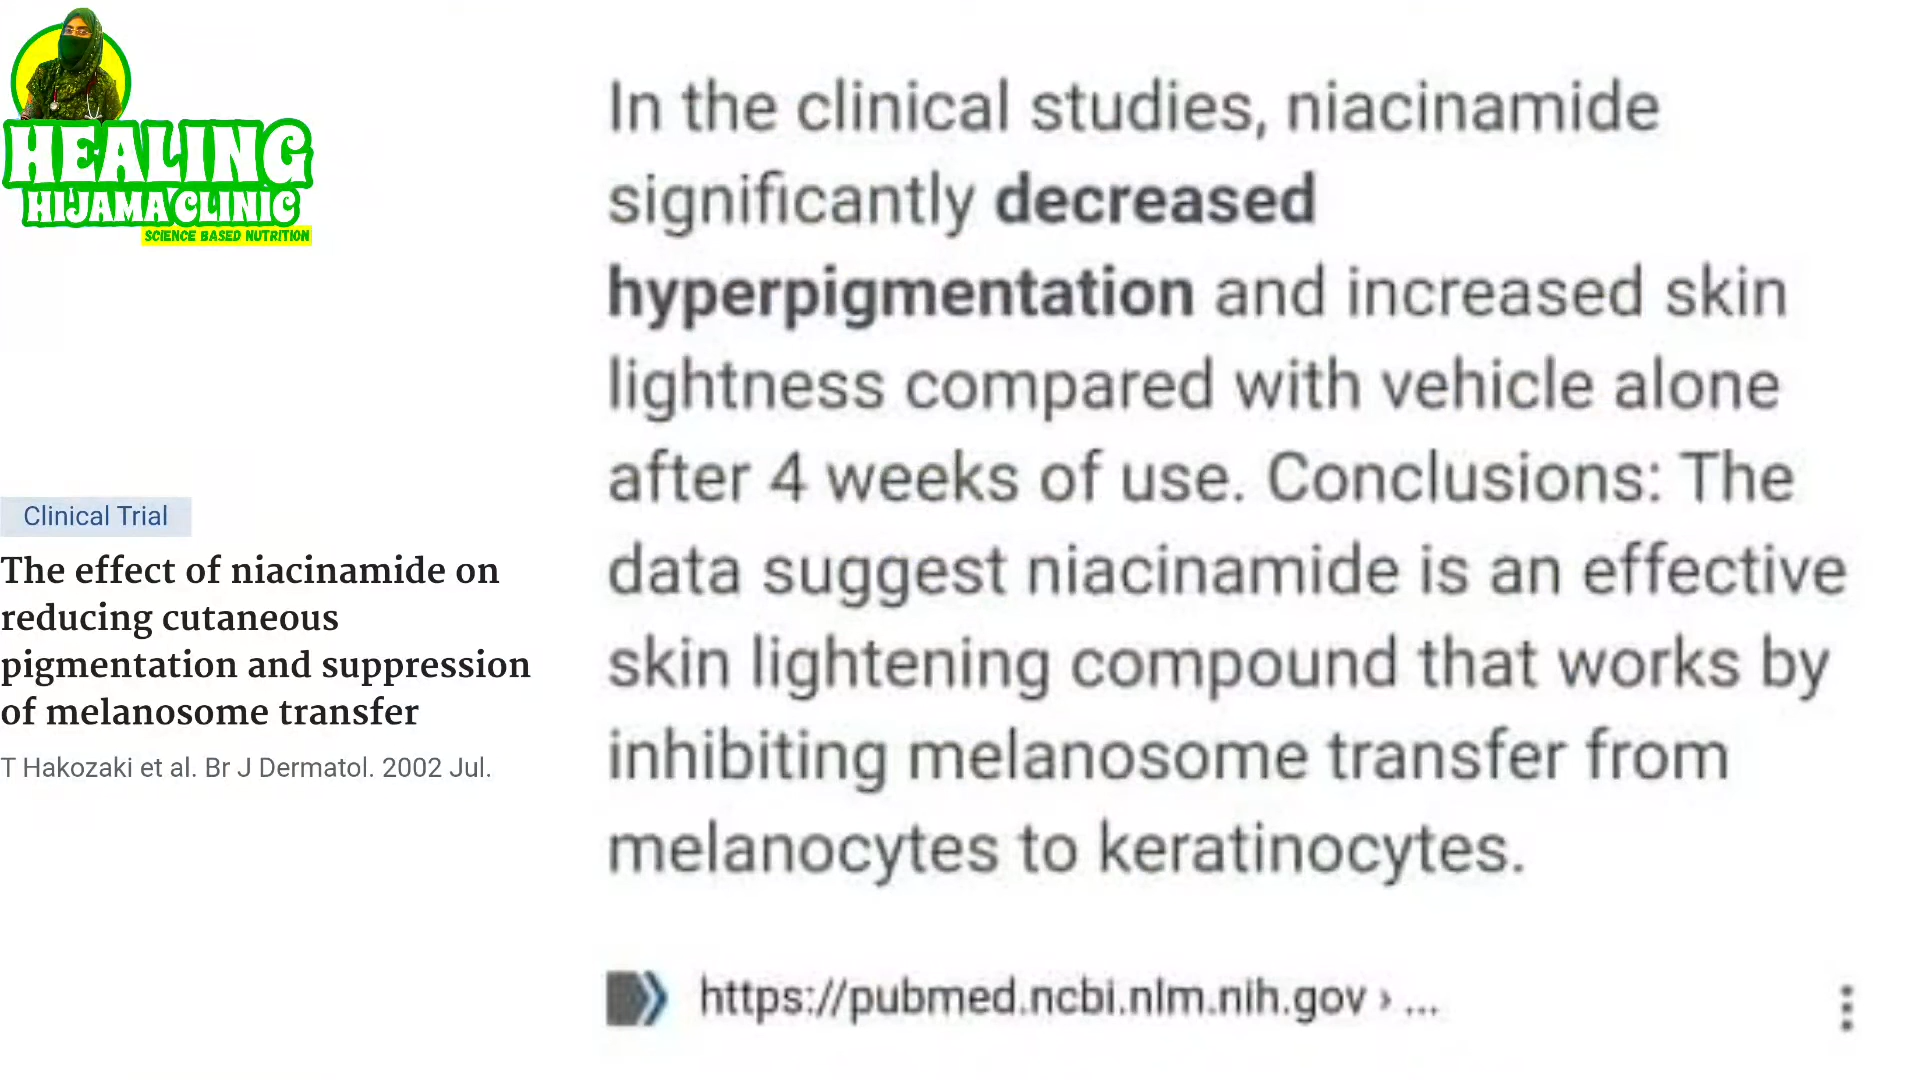 HEALING
HIJAMA CLINIC
SCIENCE BASED NUTRITION
Clinical Trial
The effect of niacinamide on
reducing cutaneous
pigmentation and suppression
of melanosome transfer
T Hakozaki et al. Br J Dermatol. 2002 Jul.
In the clinical studies, niacinamide
significantly decreased
hyperpigmentation and increased skin
lightness compared with vehicle alone
after 4 weeks of use. Conclusions: The
data suggest niacinamide is an effective
skin lightening compound that works by
inhibiting melanosome transfer from
melanocytes to keratinocytes.
https://pubmed.ncbi.nlm.nih.gov › ...